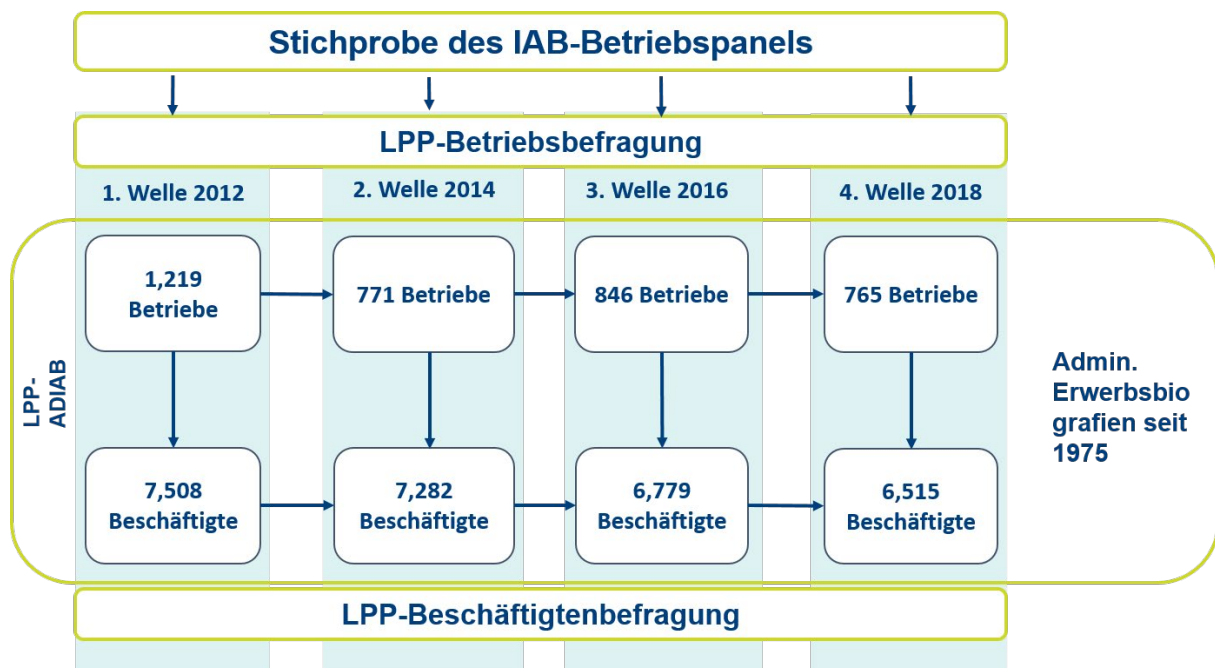 Stichprobe des IAB-Betriebspanels
LPP-Betriebsbefragung
1. Welle 2012
2. Welle 2014
3. Welle 2016
4. Welle 2018
1,219
Betriebe
771 Betriebe
846 Betriebe
765 Betriebe
LPP-
ADIAB
Admin.
Erwerbsbio
grafien seit
1975
7,508
Beschäftigte
7,282
Beschäftigte
6,779
Beschäftigte
6,515
Beschäftigte
LPP-Beschäftigtenbefragung